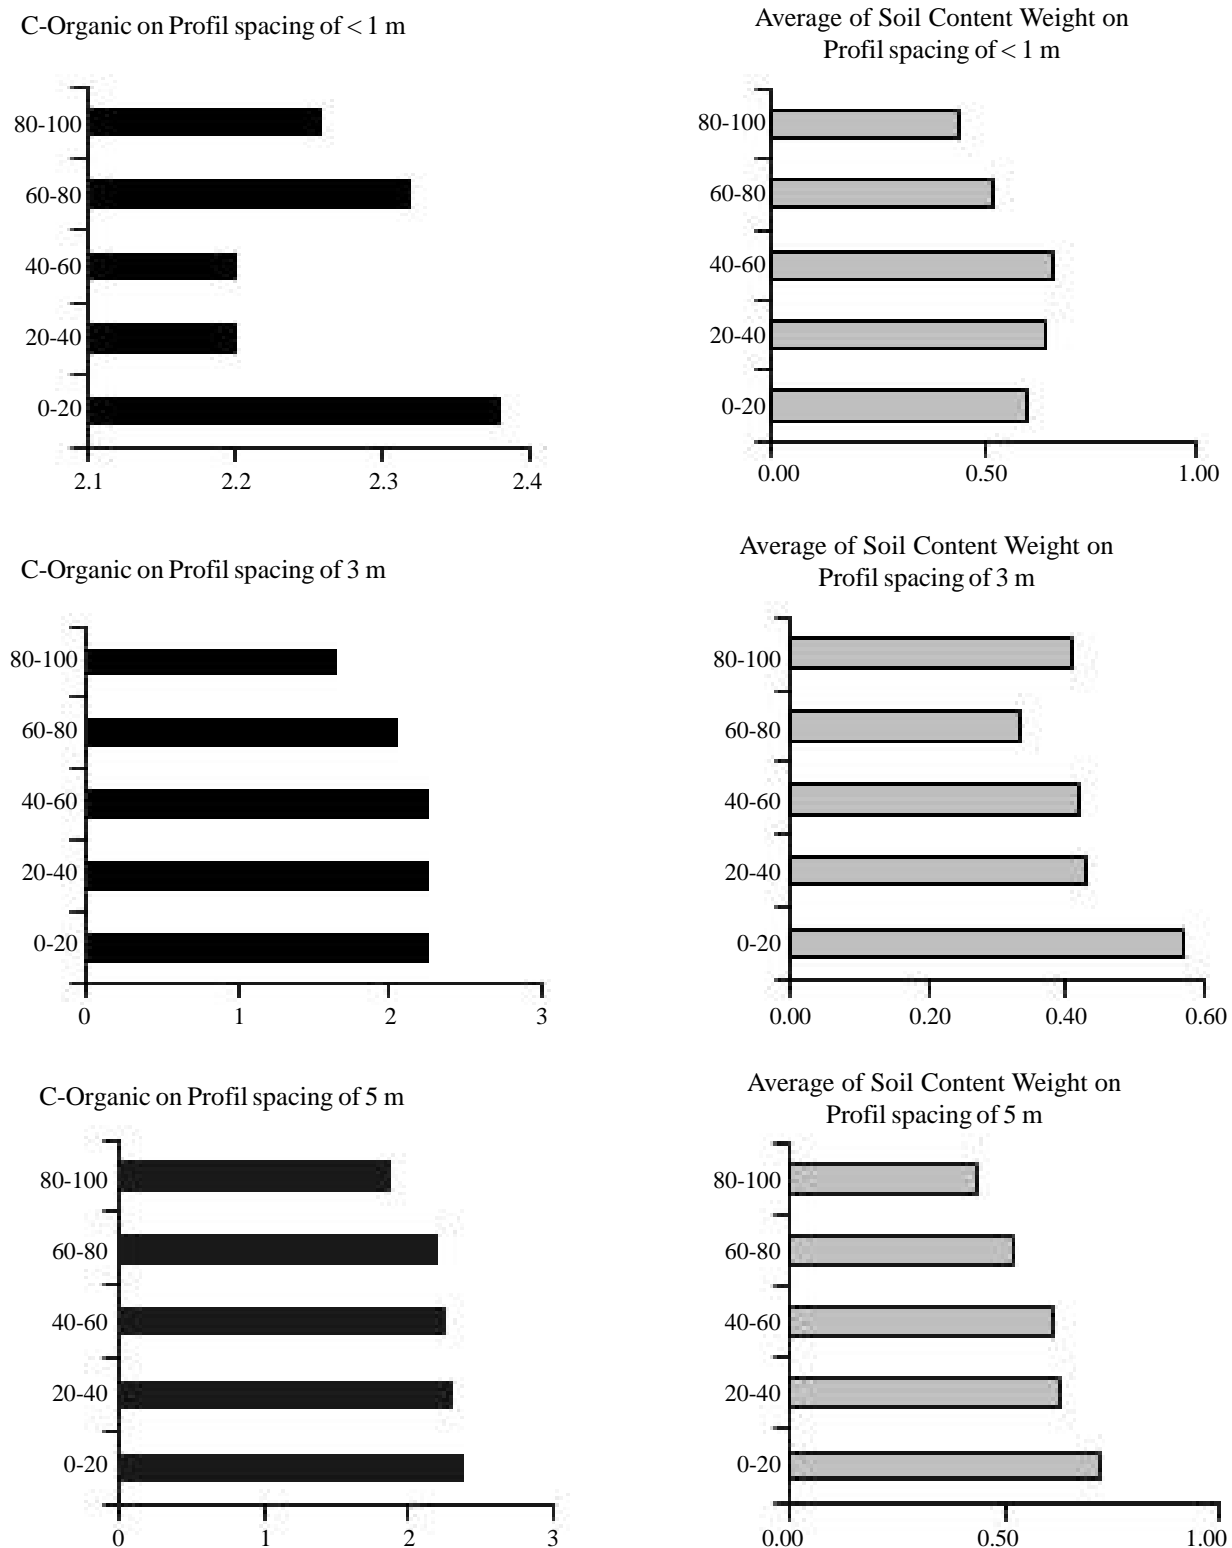 C-Organic on Profil spacing of < 1 m
80-100
60-80
40-60
20-40
0-20
2.1 2.2 2.3 2.4
Average of Soil Content Weight on
Profil spacing of < 1 m
80-100
60-80
40-60
20-40
0-20
0.00 0.50 1.00
C-Organic on Profil spacing of 3 m
80-100
60-80
40-60
20-40
0-20
0 1 2 3
Average of Soil Content Weight on
Profil spacing of 3 m
80-100
60-80
40-60
20-40
0-20
0.00 0.20 0.40 0.60
C-Organic on Profil spacing of 5 m
80-100
60-80
40-60
20-40
0-20
0 1 2 3
Average of Soil Content Weight on
Profil spacing of 5 m
80-100
60-80
40-60
20-40
0-20
0.00 0.50 1.00